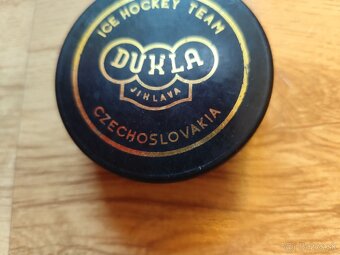 ICE HOCKEY TEAM
DUKLA
JIHLAVA
CZECHOSLOVAKIA